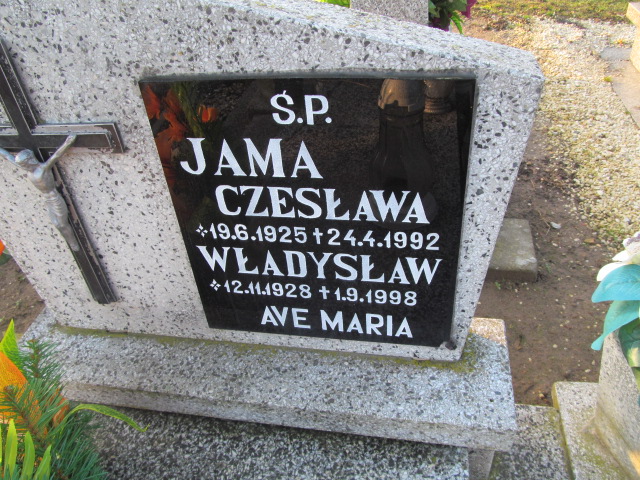 Ś.P.
JAMA
CZESŁAWA
19.6.1925 † 24.4.1992
WŁADYSŁAW
12.11.1928 † 1.9.1998
AVE MARIA